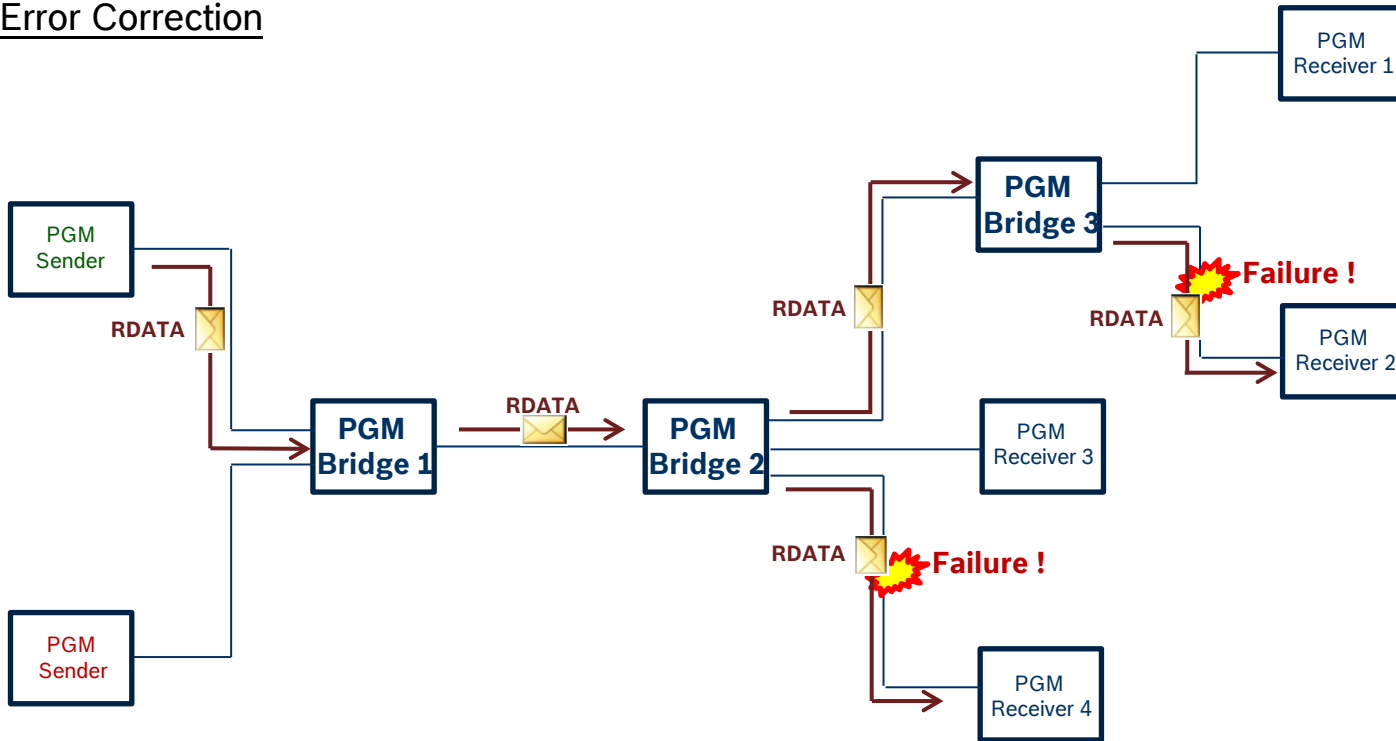 Error Correction
PGM
Receiver 1
PGM
Bridge 3
PGM
Sender
Failure !
RDATA
RDATA
RDATA
PGM
Receiver 2
RDATA
PGM
Bridge 1
PGM
Bridge 2
PGM
Receiver 3
RDATA
Failure !
PGM
Sender
PGM
Receiver 4